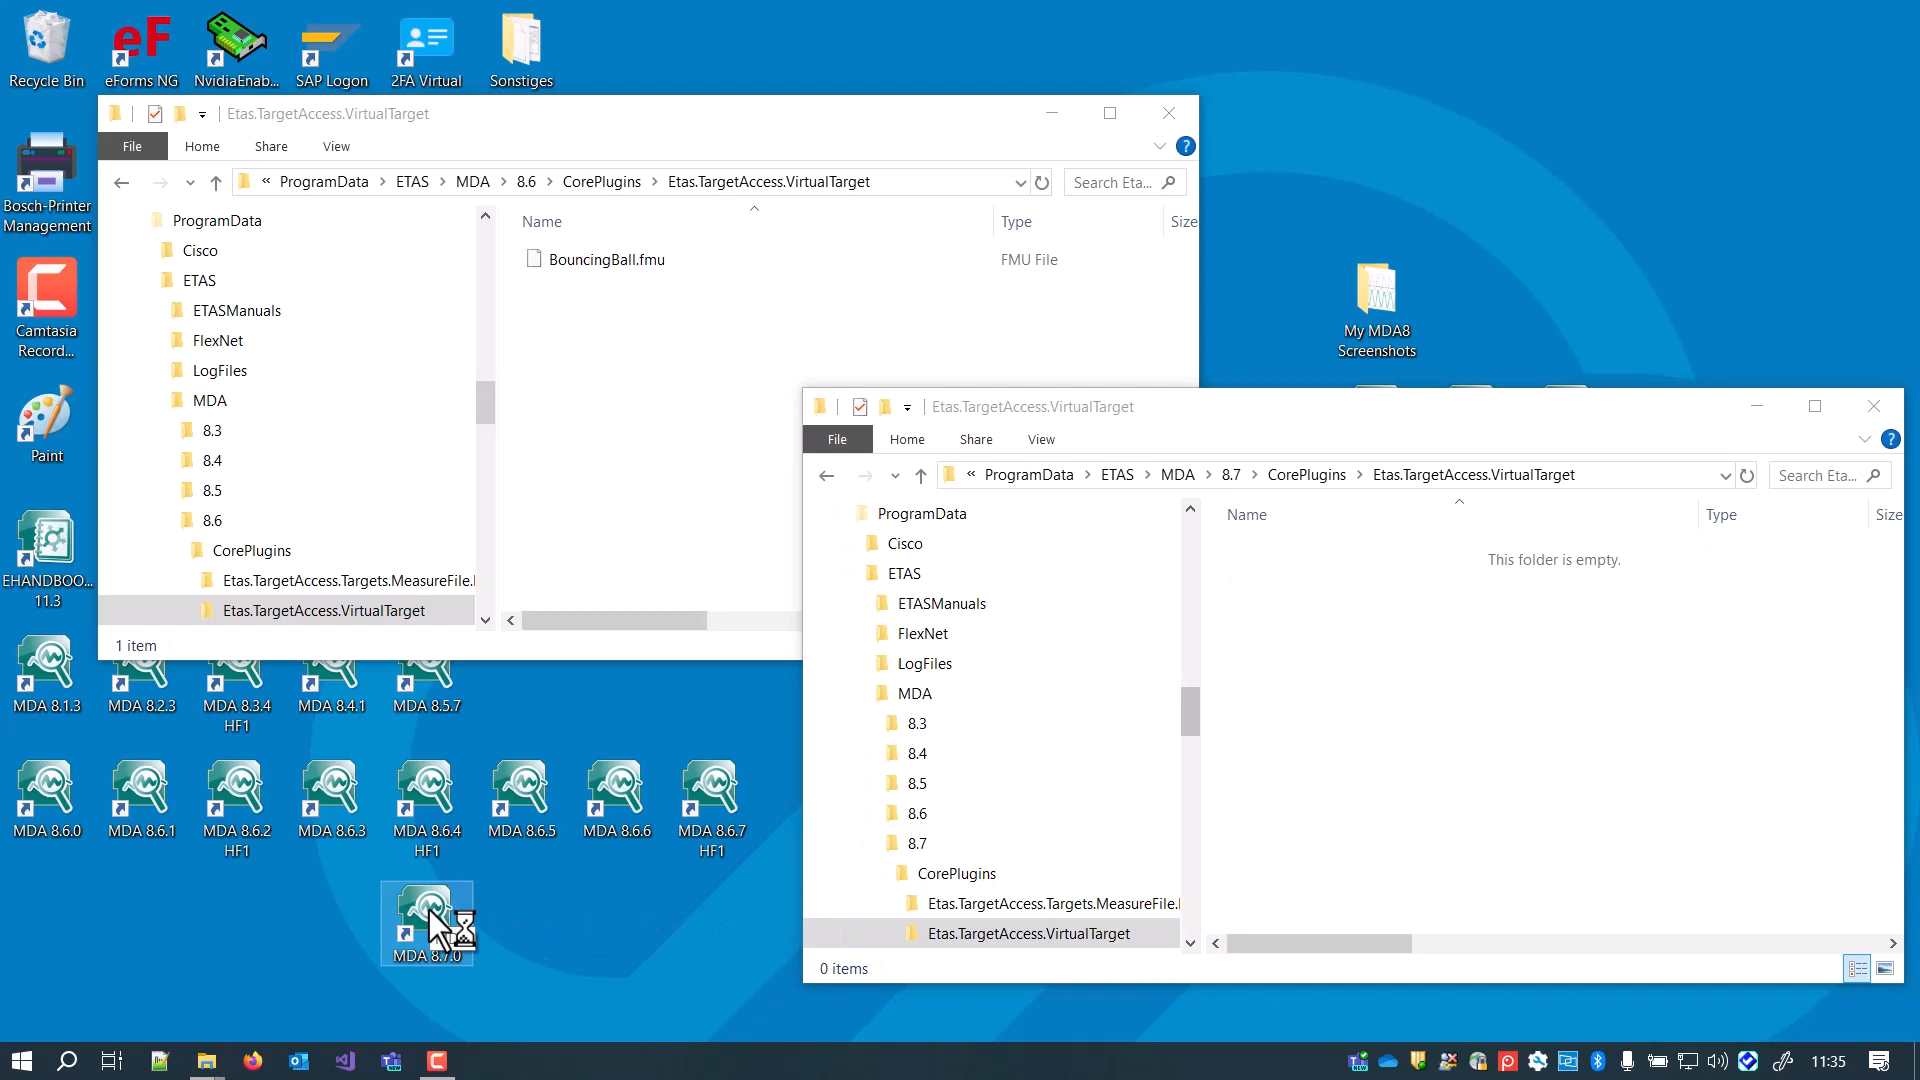 Recycle Bin
eForms NG
NvidiaEnab...
SAP Logon
2FA Virtual
Sonstiges
Bosch-Printer
Management
Camtasia
Record...
Paint
EHANDBOO...
11.3
Etas.TargetAccess.VirtualTarget
File Home Share View
« ProgramData > ETAS > MDA > 8.6 > CorePlugins > Etas.TargetAccess.VirtualTarget
Search Eta...
ProgramData
Cisco
ETAS
ETASManuals
FlexNet
LogFiles
MDA
8.3
8.4
8.5
8.6
CorePlugins
Etas.TargetAccess.Targets.MeasureFile.
Etas.TargetAccess.VirtualTarget
Name Type Size
BouncingBall.fmu FMU File
1 item
My MDA8
Screenshots
Etas.TargetAccess.VirtualTarget
File Home Share View
« ProgramData > ETAS > MDA > 8.7 > CorePlugins > Etas.TargetAccess.VirtualTarget
Search Eta...
ProgramData
Cisco
ETAS
ETASManuals
FlexNet
LogFiles
MDA
8.3
8.4
8.5
8.6
8.7
CorePlugins
Etas.TargetAccess.Targets.MeasureFile.
Etas.TargetAccess.VirtualTarget
Name Type Size
This folder is empty.
0 items
MDA 8.1.3
MDA 8.2.3
MDA 8.3.4
HF1
MDA 8.4.1
MDA 8.5.7
MDA 8.6.0
MDA 8.6.1
MDA 8.6.2
HF1
MDA 8.6.3
MDA 8.6.4
HF1
MDA 8.6.5
MDA 8.6.6
MDA 8.6.7
HF1
MDA 8.7.0
11:35